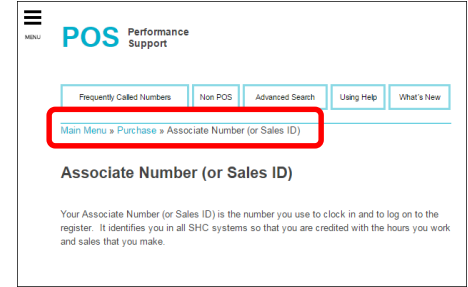 MENU
POS Performance
Support
Frequently Called Numbers Non POS Advanced Search Using Help What's New
Main Menu » Purchase » Associate Number (or Sales ID)
Associate Number (or Sales ID)
Your Associate Number (or Sales ID) is the number you use to clock in and to log on to the
register. It identifies you in all SHC systems so that you are credited with the hours you work
and sales that you make.